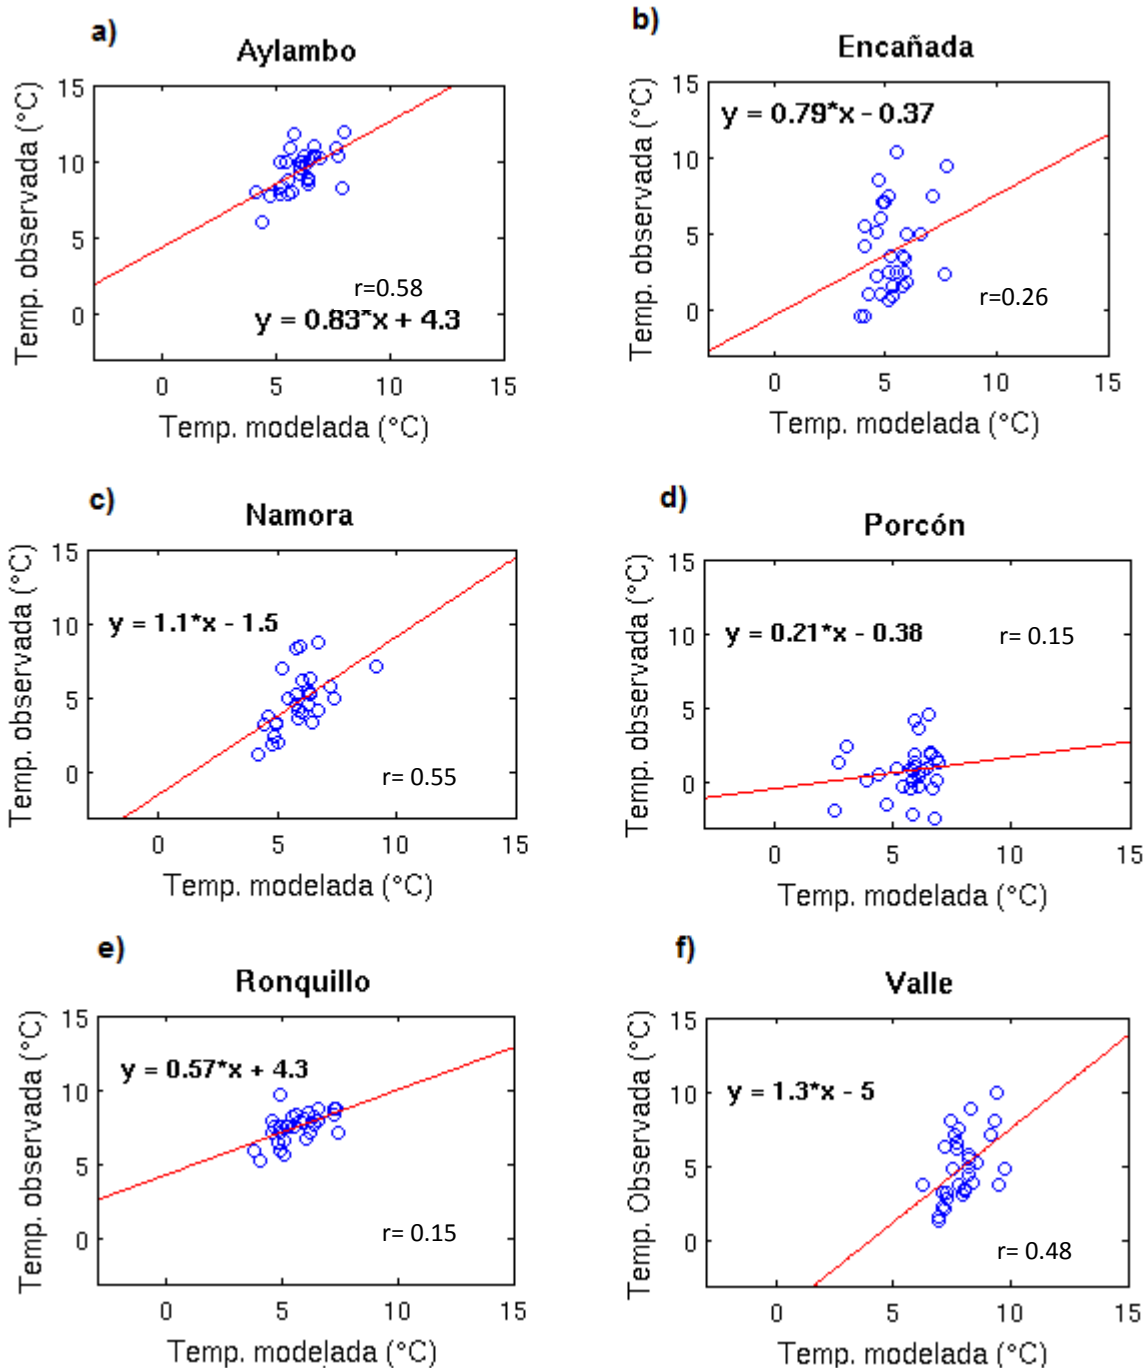 a)
Aylambo
Temp. observada (°C)
15
10
5
0
r=0.58
y = 0.83*x + 4.3
0
5
10
15
Temp. modelada (°C)
b)
Encañada
Temp. observada (°C)
15
10
5
0
y = 0.79*x - 0.37
r=0.26
0
5
10
15
Temp. modelada (°C)
c)
Namora
Temp. observada (°C)
15
10
5
0
y = 1.1*x - 1.5
r= 0.55
0
5
10
15
Temp. modelada (°C)
d)
Porcón
Temp. observada (°C)
15
10
5
0
y = 0.21*x - 0.38
r= 0.15
0
5
10
15
Temp. modelada (°C)
e)
Ronquillo
Temp. observada (°C)
15
10
5
0
y = 0.57*x + 4.3
r= 0.15
0
5
10
15
Temp. modelada (°C)
f)
Valle
Temp. Observada (°C)
15
10
5
0
y = 1.3*x - 5
r= 0.48
0
5
10
15
Temp. modelada (°C)